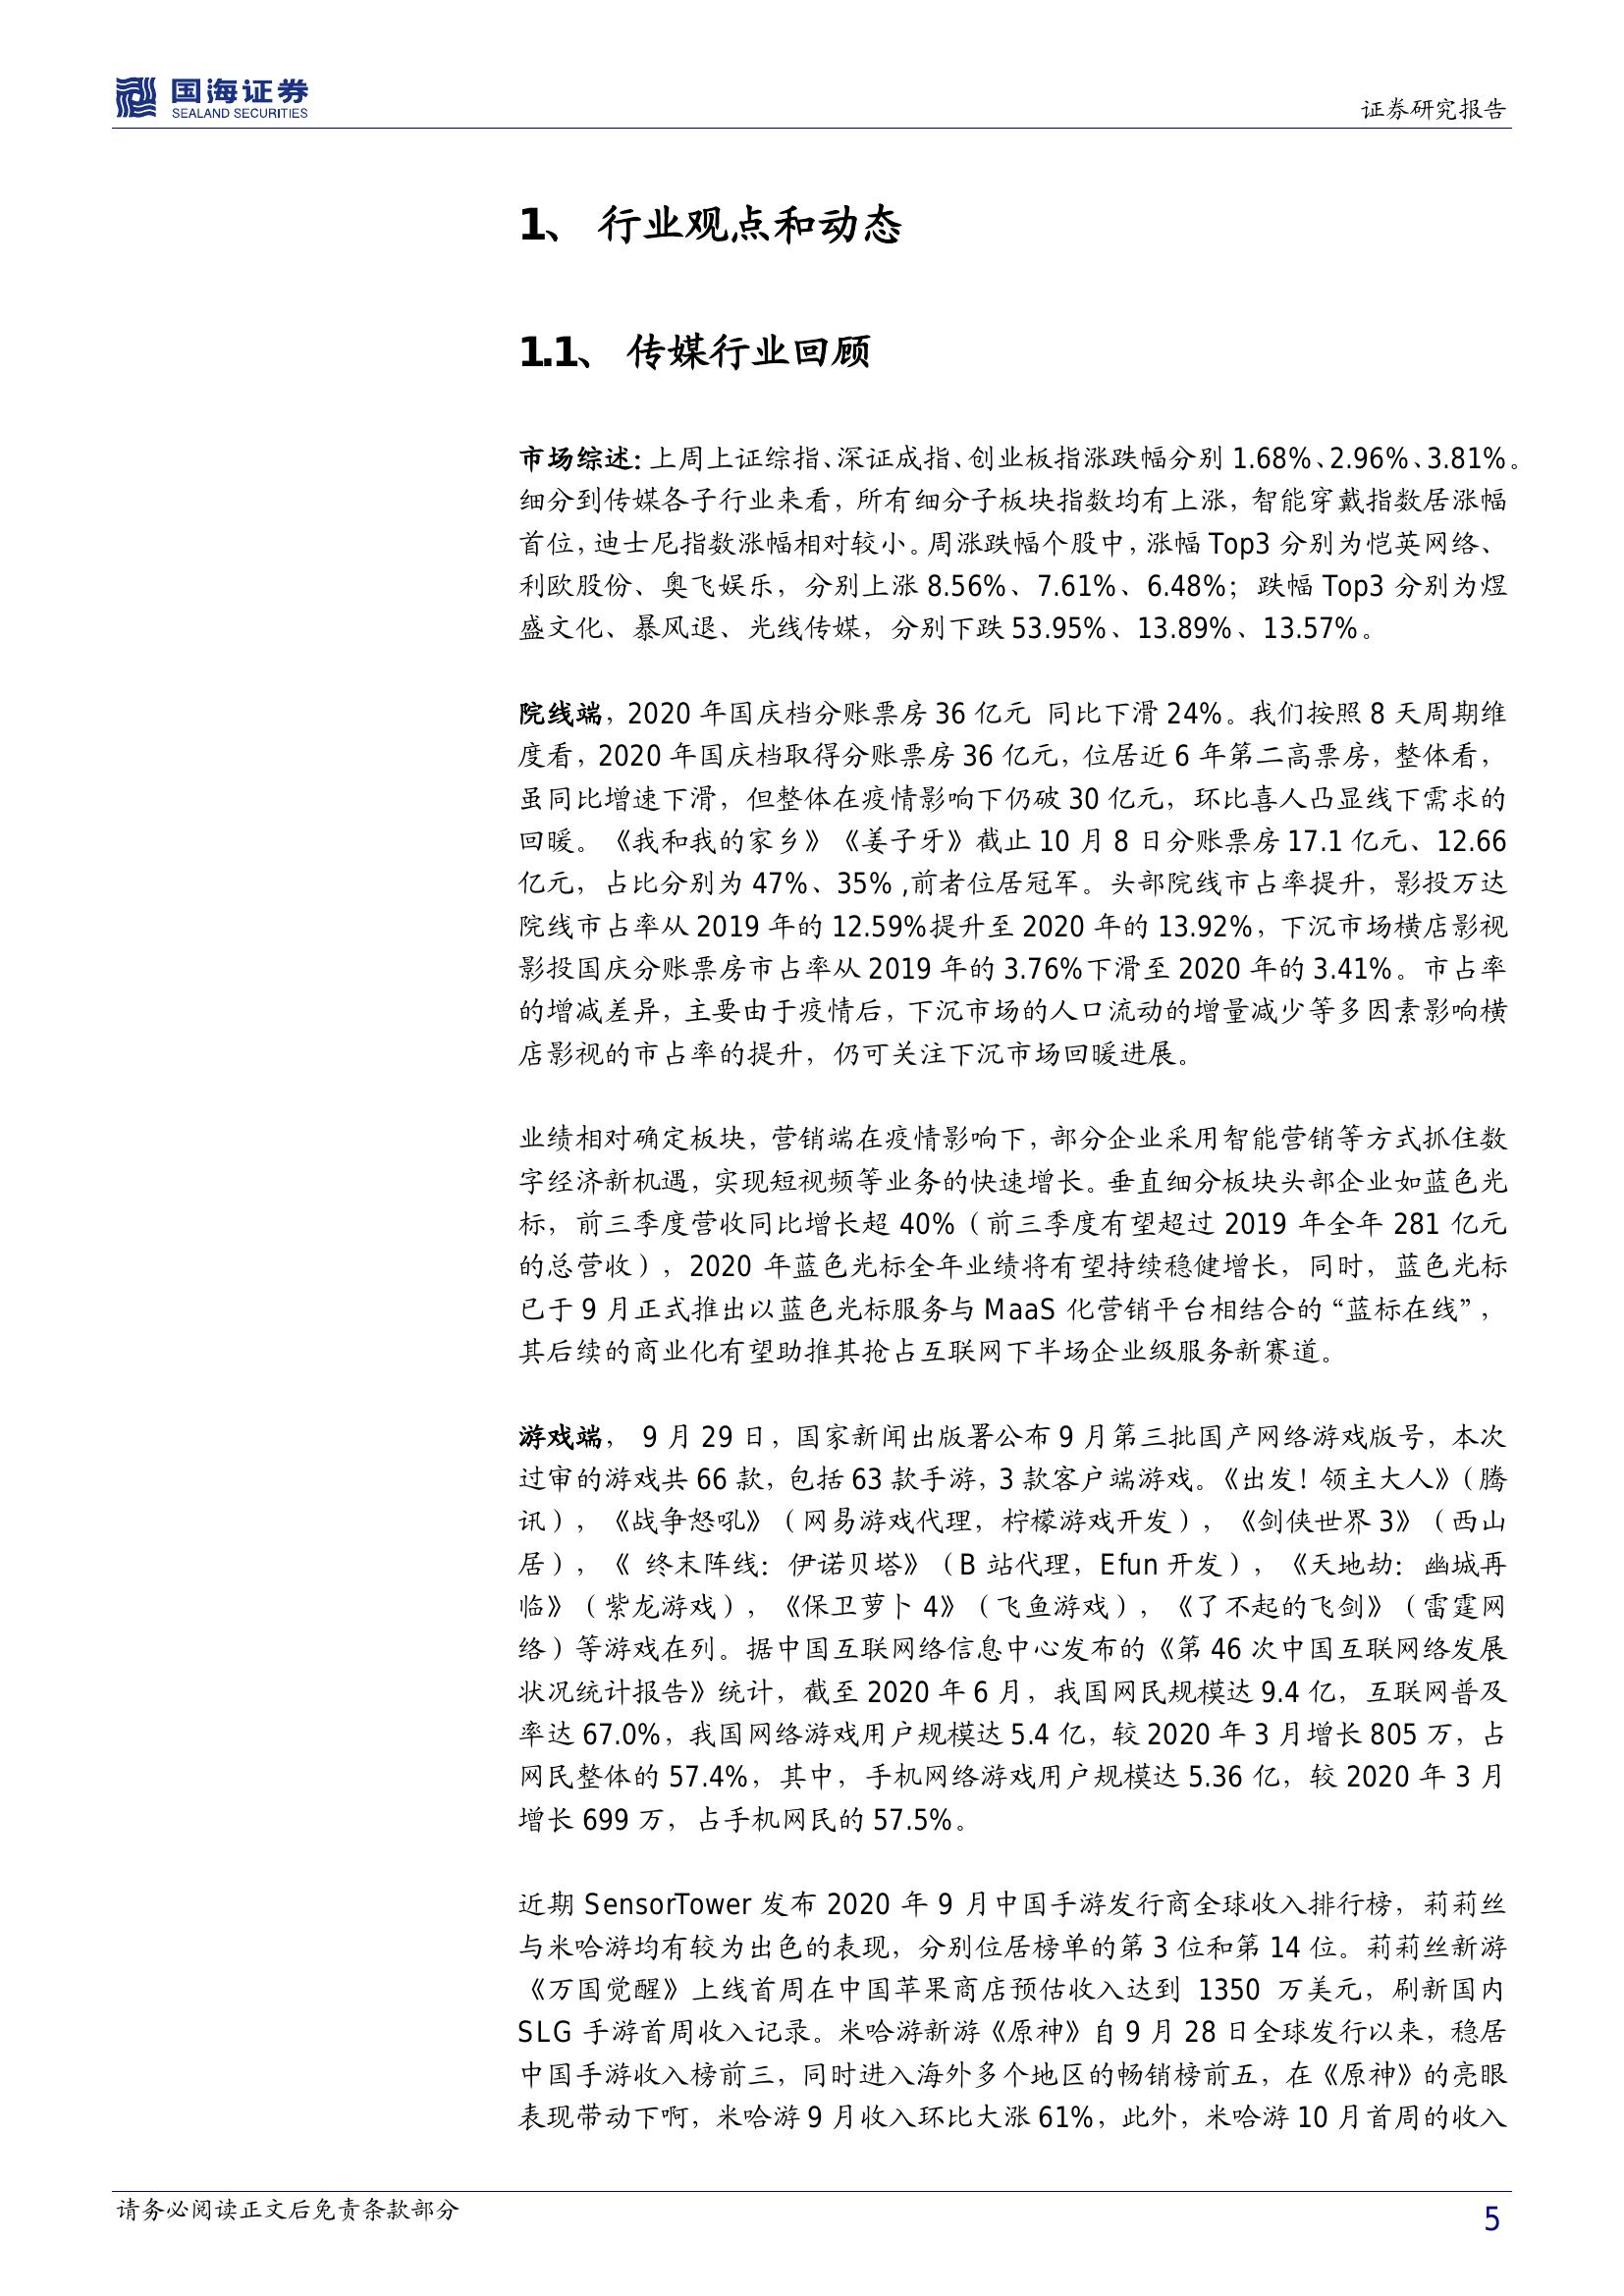 国海证券
SEALAND SECURITIES
证券研究报告
1、 行业观点和动态
1.1、 传媒行业回顾
市场综述：上周上证综指、深证成指、创业板指涨跌幅分别 1.68%、2.96%、3.81%。
细分到传媒各子行业来看，所有细分子板块指数均有上涨，智能穿戴指数居涨幅
首位，迪士尼指数涨幅相对较小。周涨跌幅个股中，涨幅 Top3 分别为恺英网络、
利欧股份、奥飞娱乐，分别上涨 8.56%、7.61%、6.48%；跌幅 Top3 分别为煜
盛文化、暴风退、光线传媒，分别下跌 53.95%、13.89%、13.57%。
院线端，2020 年国庆档分账票房 36 亿元 同比下滑 24%。我们按照 8 天周期维
度看，2020 年国庆档取得分账票房 36 亿元，位居近 6 年第二高票房，整体看，
虽同比增速下滑，但整体在疫情影响下仍破 30 亿元，环比喜人凸显线下需求的
回暖。《我和我的家乡》《姜子牙》截止 10 月 8 日分账票房 17.1 亿元、12.66
亿元，占比分别为 47%、35% ,前者位居冠军。头部院线市占率提升，影投万达
院线市占率从 2019 年的 12.59%提升至 2020 年的 13.92%，下沉市场横店影视
影投国庆分账票房市占率从 2019 年的 3.76%下滑至 2020 年的 3.41%。市占率
的增减差异，主要由于疫情后，下沉市场的人口流动的增量减少等多因素影响横
店影视的市占率的提升，仍可关注下沉市场回暖进展。
业绩相对确定板块，营销端在疫情影响下，部分企业采用智能营销等方式抓住数
字经济新机遇，实现短视频等业务的快速增长。垂直细分板块头部企业如蓝色光
标，前三季度营收同比增长超 40%（前三季度有望超过 2019 年全年 281 亿元
的总营收），2020 年蓝色光标全年业绩将有望持续稳健增长，同时，蓝色光标
已于 9 月正式推出以蓝色光标服务与 MaaS 化营销平台相结合的“蓝标在线”，
其后续的商业化有望助推其抢占互联网下半场企业级服务新赛道。
游戏端， 9 月 29 日，国家新闻出版署公布 9 月第三批国产网络游戏版号，本次
过审的游戏共 66 款，包括 63 款手游，3 款客户端游戏。《出发！领主大人》（腾
讯），《战争怒吼》（网易游戏代理，柠檬游戏开发），《剑侠世界 3》（西山
居），《 终末阵线：伊诺贝塔》（B 站代理，Efun 开发），《天地劫：幽城再
临》（紫龙游戏），《保卫萝卜 4》（飞鱼游戏），《了不起的飞剑》（雷霆网
络）等游戏在列。据中国互联网络信息中心发布的《第 46 次中国互联网络发展
状况统计报告》统计，截至 2020 年 6 月，我国网民规模达 9.4 亿，互联网普及
率达 67.0%，我国网络游戏用户规模达 5.4 亿，较 2020 年 3 月增长 805 万，占
网民整体的 57.4%，其中，手机网络游戏用户规模达 5.36 亿，较 2020 年 3 月
增长 699 万，占手机网民的 57.5%。
近期 SensorTower 发布 2020 年 9 月中国手游发行商全球收入排行榜，莉莉丝
与米哈游均有较为出色的表现，分别位居榜单的第 3 位和第 14 位。莉莉丝新游
《万国觉醒》上线首周在中国苹果商店预估收入达到 1350 万美元，刷新国内
SLG 手游首周收入记录。米哈游新游《原神》自 9 月 28 日全球发行以来，稳居
中国手游收入榜前三，同时进入海外多个地区的畅销榜前五，在《原神》的亮眼
表现带动下啊，米哈游 9 月收入环比大涨 61%，此外，米哈游 10 月首周的收入
请务必阅读正文后免责条款部分
5